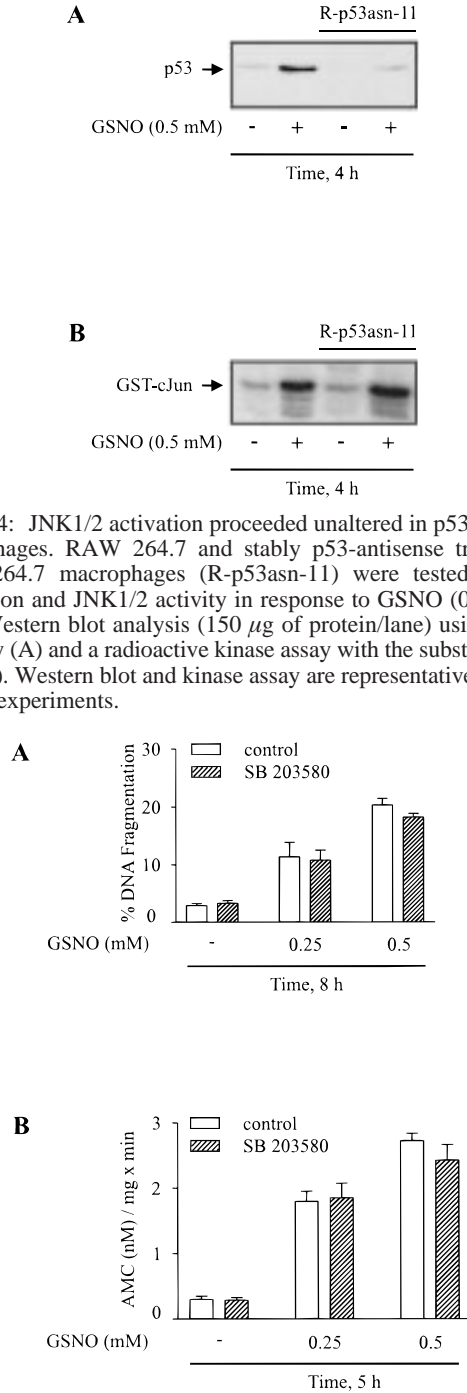 A
R-p53asn-11
p53
GSNO (0.5 mM) - + - +
Time, 4 h
B
R-p53asn-11
GST-cJun
GSNO (0.5 mM) - + - +
Time, 4 h
4: JNK1/2 activation proceeded unaltered in p53
ages. RAW 264.7 and stably p53-antisense tr
264.7 macrophages (R-p53asn-11) were tested
on and JNK1/2 activity in response to GSNO (0
Western blot analysis (150 µg of protein/lane) usi
y (A) and a radioactive kinase assay with the subst
). Western blot and kinase assay are representative
experiments.
A
control
SB 203580
% DNA Fragmentation
30
20
10
0
GSNO (mM) - 0.25 0.5
Time, 8 h
B
control
SB 203580
AMC (nM) / mg x min
3
2
1
0
GSNO (mM) - 0.25 0.5
Time, 5 h